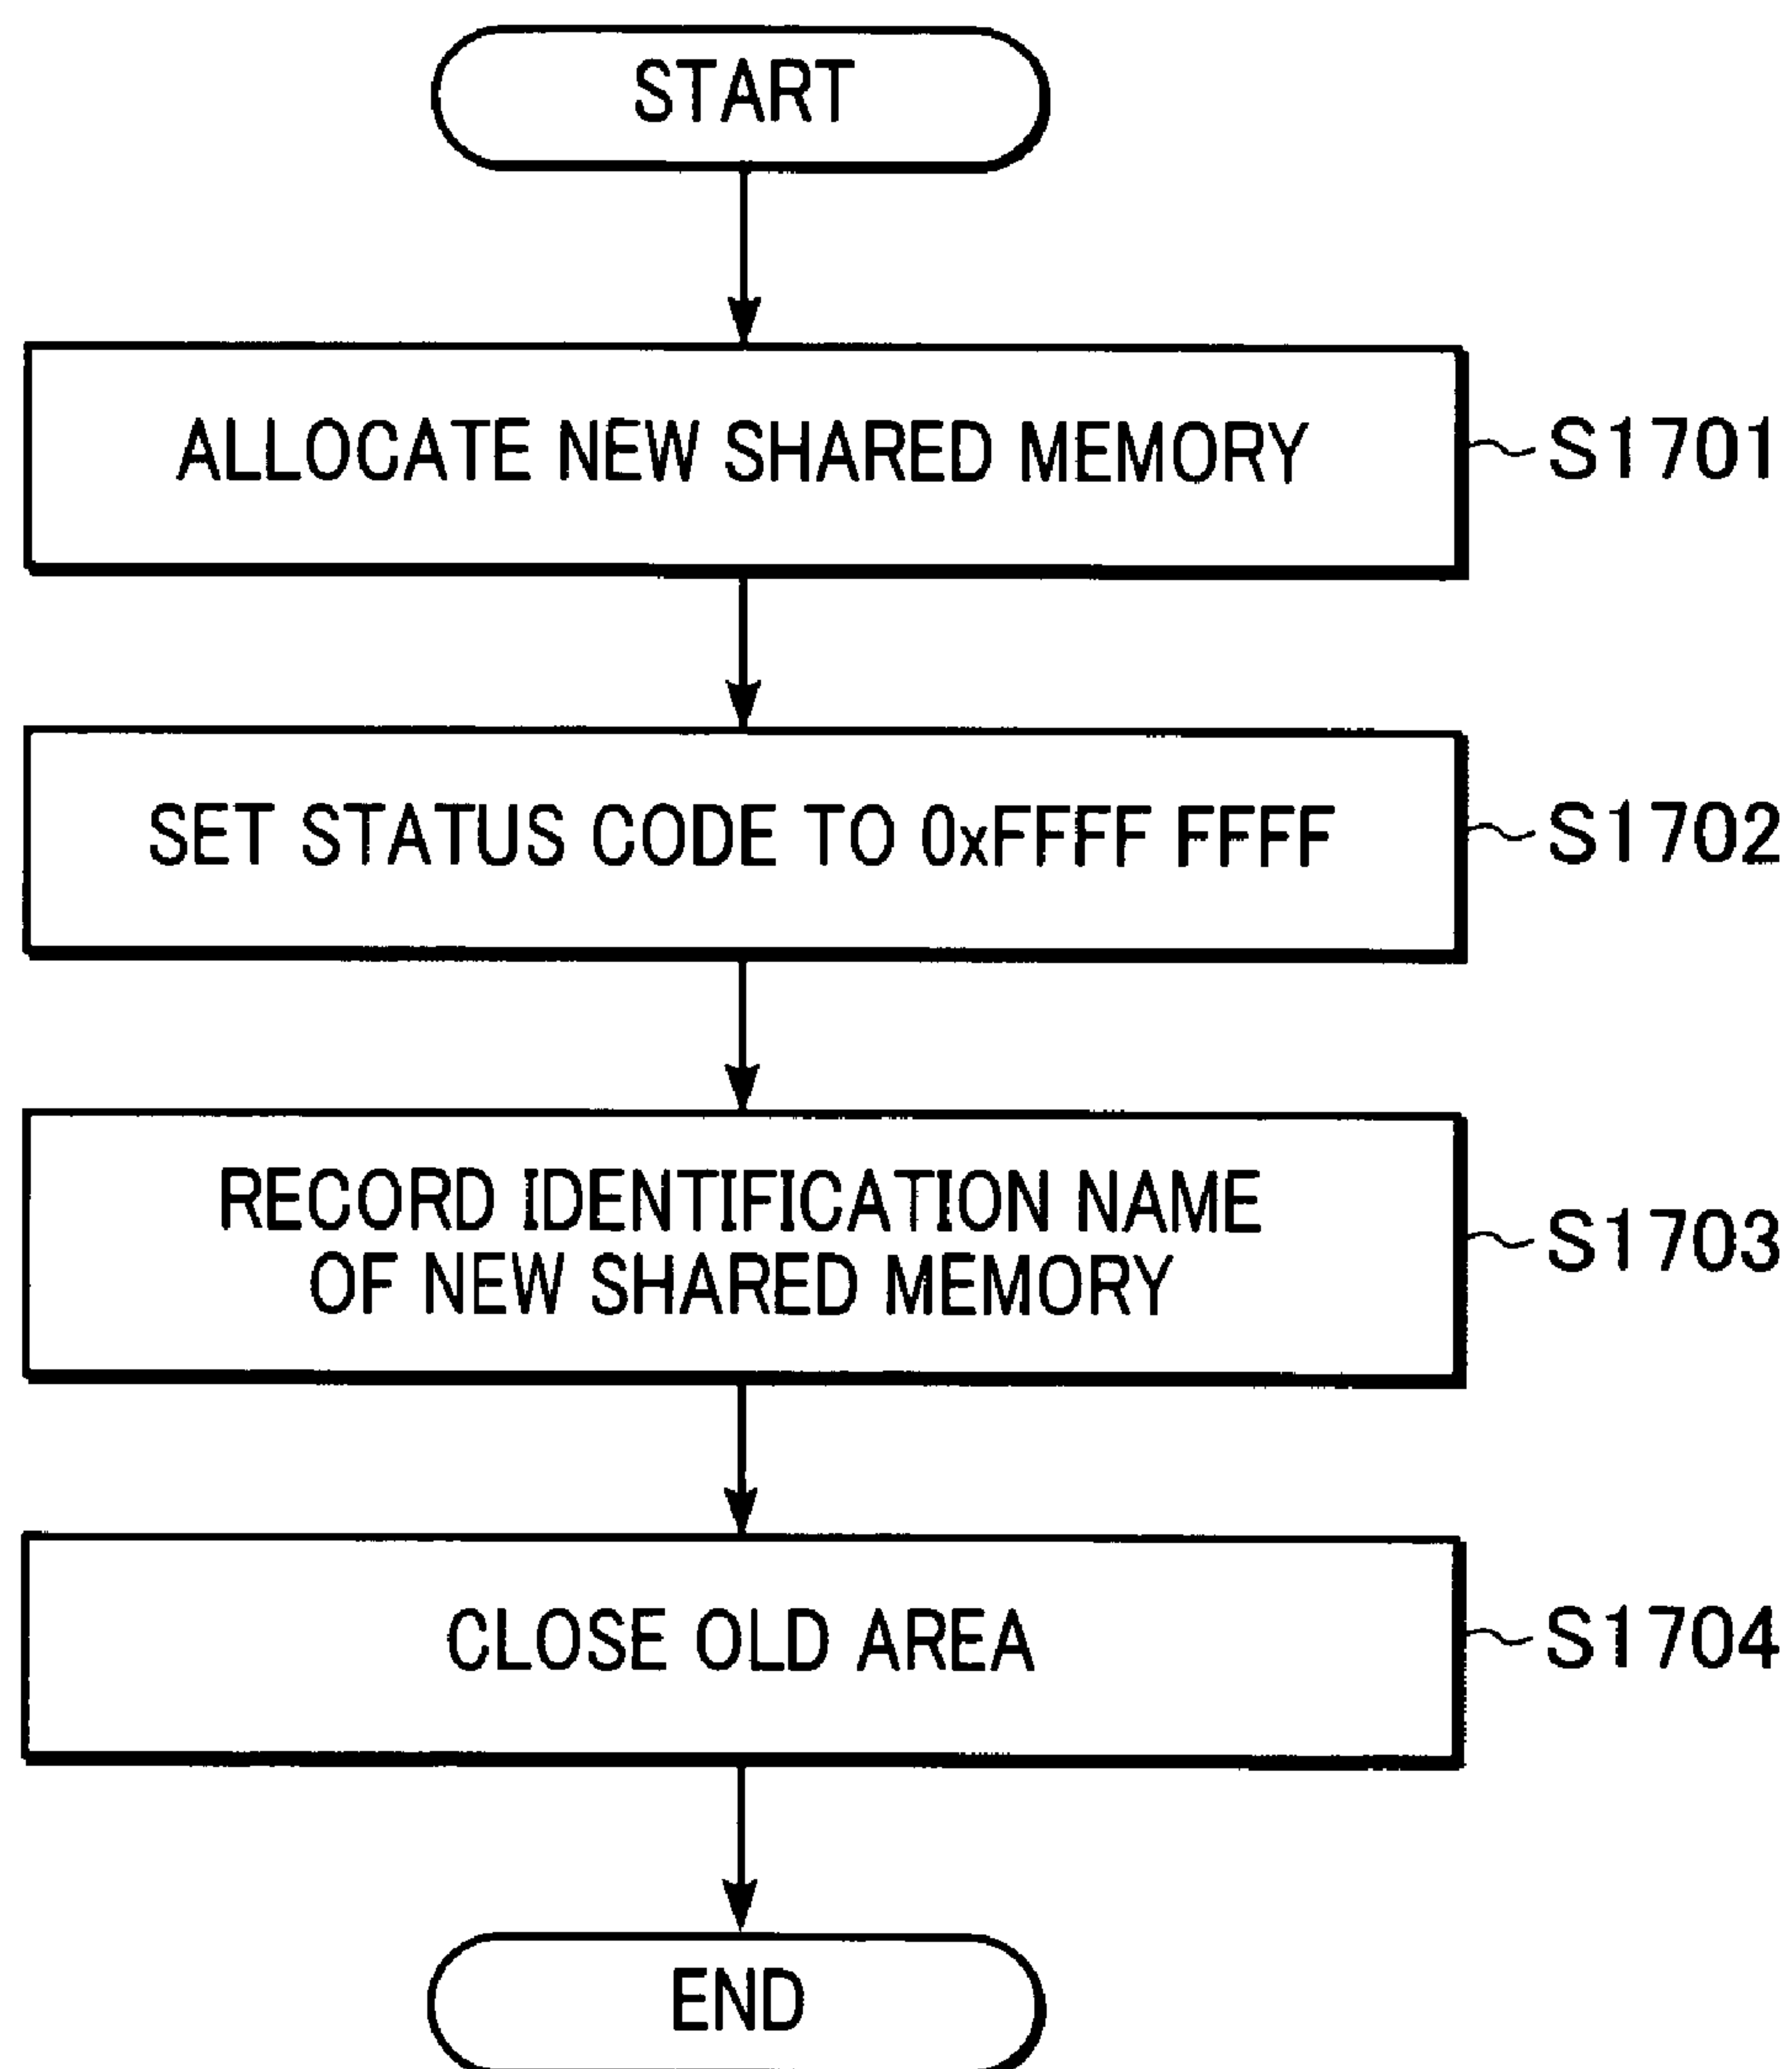 START
ALLOCATE NEW SHARED MEMORY
S1701
SET STATUS CODE TO 0xFFFF FFFF
S1702
RECORD IDENTIFICATION NAME
OF NEW SHARED MEMORY
S1703
CLOSE OLD AREA
S1704
END